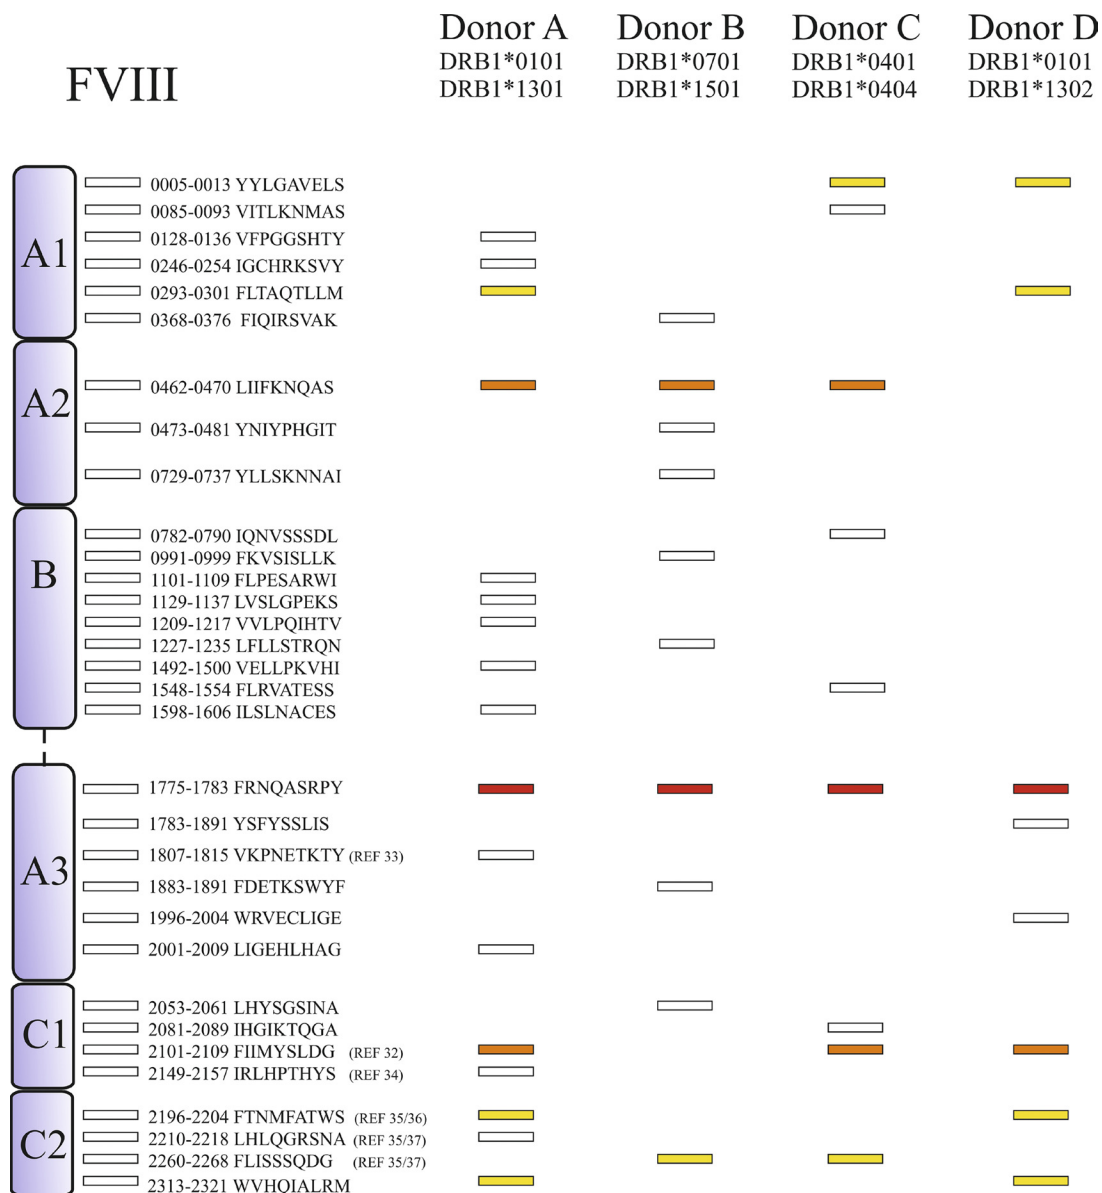 Donor A Donor B Donor C Donor D
DRB1*0101 DRB1*0701 DRB1*0401 DRB1*0101
DRB1*1301 DRB1*1501 DRB1*0404 DRB1*1302
FVIII
A1
0005-0013 YYLGAVELS
0085-0093 VITLKNMAS
0128-0136 VFPGGSHTY
0246-0254 IGCHRKSVY
0293-0301 FLTAQTLLM
0368-0376 FIQIRSVAK
A2
0462-0470 LIIFKNQAS
0473-0481 YNIYPHGIT
0729-0737 YLLSKNNAI
B
0782-0790 IQNVSSSDL
0991-0999 FKVSISLLK
1101-1109 FLPESARWI
1129-1137 LVSLGPEKS
1209-1217 VVLPQIHTV
1227-1235 LFLLSTRQN
1492-1500 VELLPKVHI
1548-1554 FLRVATESS
1598-1606 ILSLNACES
A3
1775-1783 FRNQASRPY
1783-1891 YSFYSSLIS
1807-1815 VKPNETKTY (REF 33)
1883-1891 FDETKSWYF
1996-2004 WRVECLIGE
2001-2009 LIGEHLHAG
C1
2053-2061 LHYSGSINA
2081-2089 IHGIKTQGA
2101-2109 FIIMYSLDG (REF 32)
2149-2157 IRLHPTHYS (REF 34)
C2
2196-2204 FTNMFATWS (REF 35/36)
2210-2218 LHLQGRSNA (REF 35/37)
2260-2268 FLISSSQDG (REF 35/37)
2313-2321 WVHQIALRM